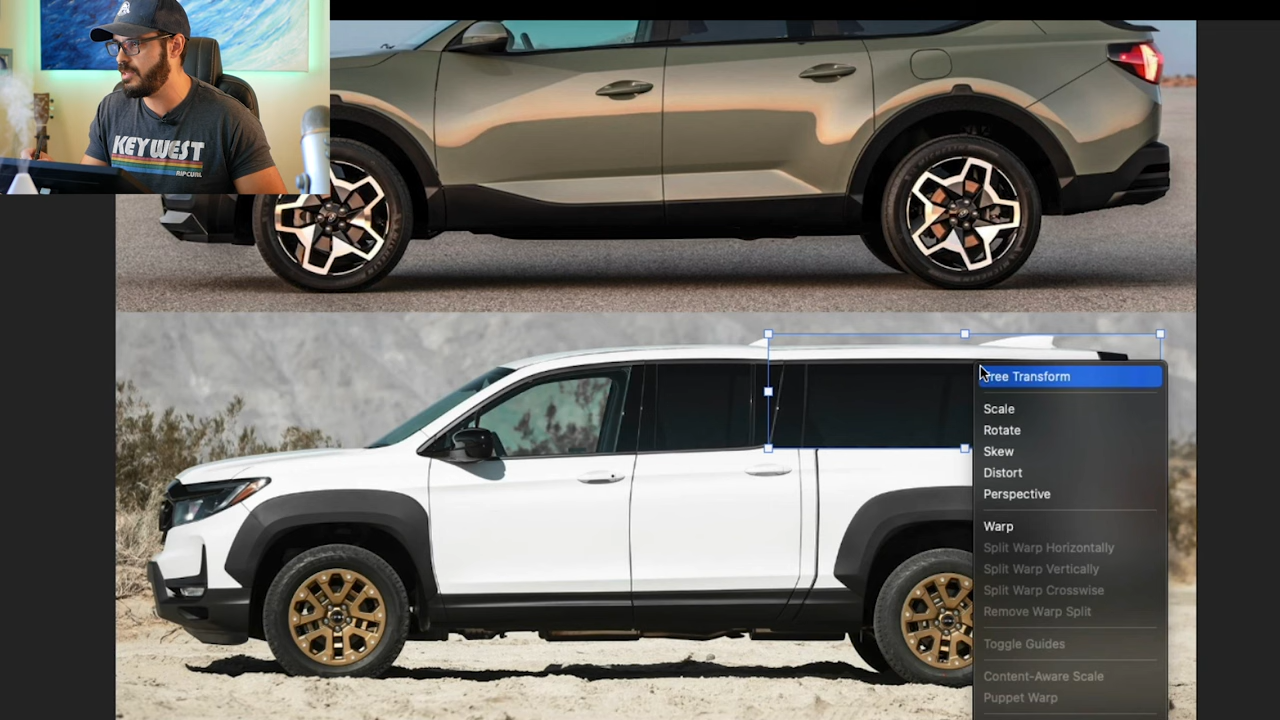 KEY WEST
RIP CURL
Free Transform
Scale
Rotate
Skew
Distort
Perspective
Warp
Split Warp Horizontally
Split Warp Vertically
Split Warp Crosswise
Remove Warp Split
Toggle Guides
Content-Aware Scale
Puppet Warp